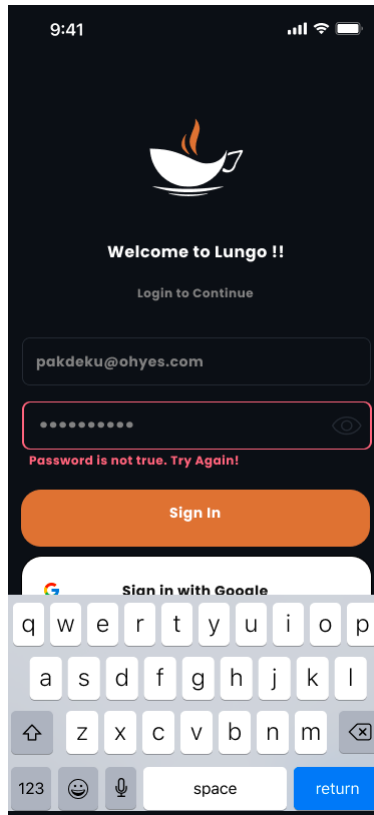 9:41
Welcome to Lungo !!
Login to Continue
pakdeku@ohyes.com
••••••••••
Password is not true. Try Again!
Sign In
Sign in with Google
q w e r t y u i o p
a s d f g h j k l
z x c v b n m
123 space return